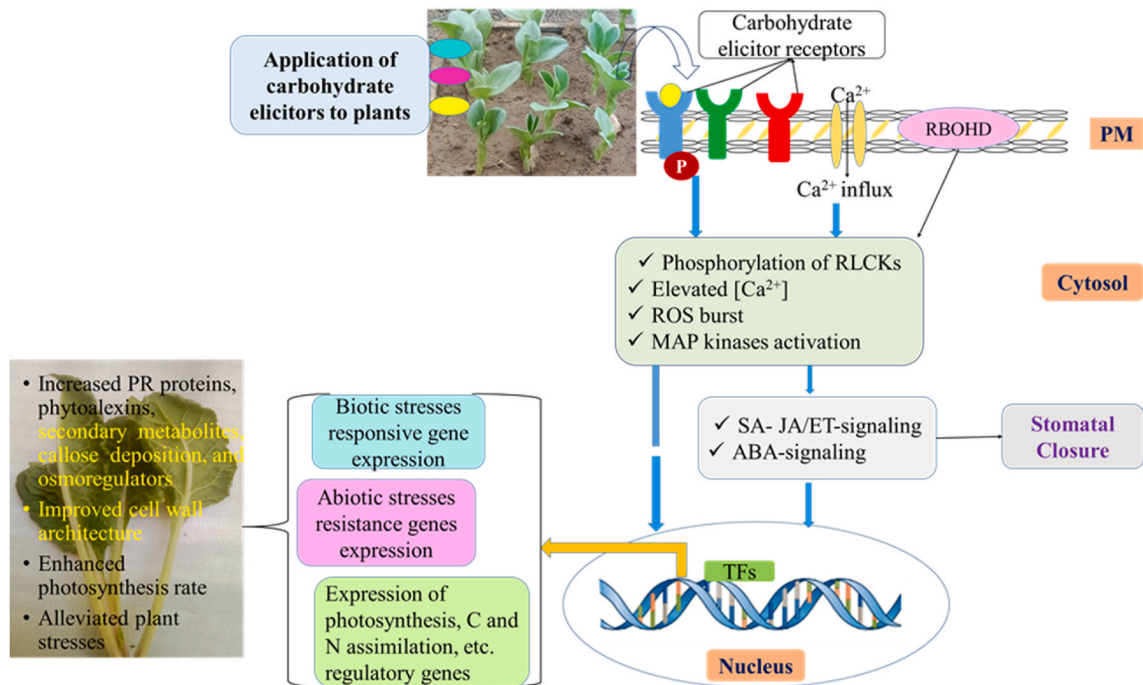 Application of
carbohydrate
elicitors to plants
Carbohydrate
elicitor receptors
Ca²⁺
RBOHD
PM
P
Ca²⁺ influx
✓ Phosphorylation of RLCKs
✓ Elevated [Ca²⁺]
✓ ROS burst
✓ MAP kinases activation
Cytosol
✓ SA- JA/ET-signaling
✓ ABA-signaling
Stomatal
Closure
• Increased PR proteins,
phytoalexins,
secondary metabolites,
callose deposition, and
osmoregulators
• Improved cell wall
architecture
• Enhanced
photosynthesis rate
• Alleviated plant
stresses
Biotic stresses
responsive gene
expression
Abiotic stresses
resistance genes
expression
Expression of
photosynthesis, C and
N assimilation, etc.
regulatory genes
TFs
Nucleus